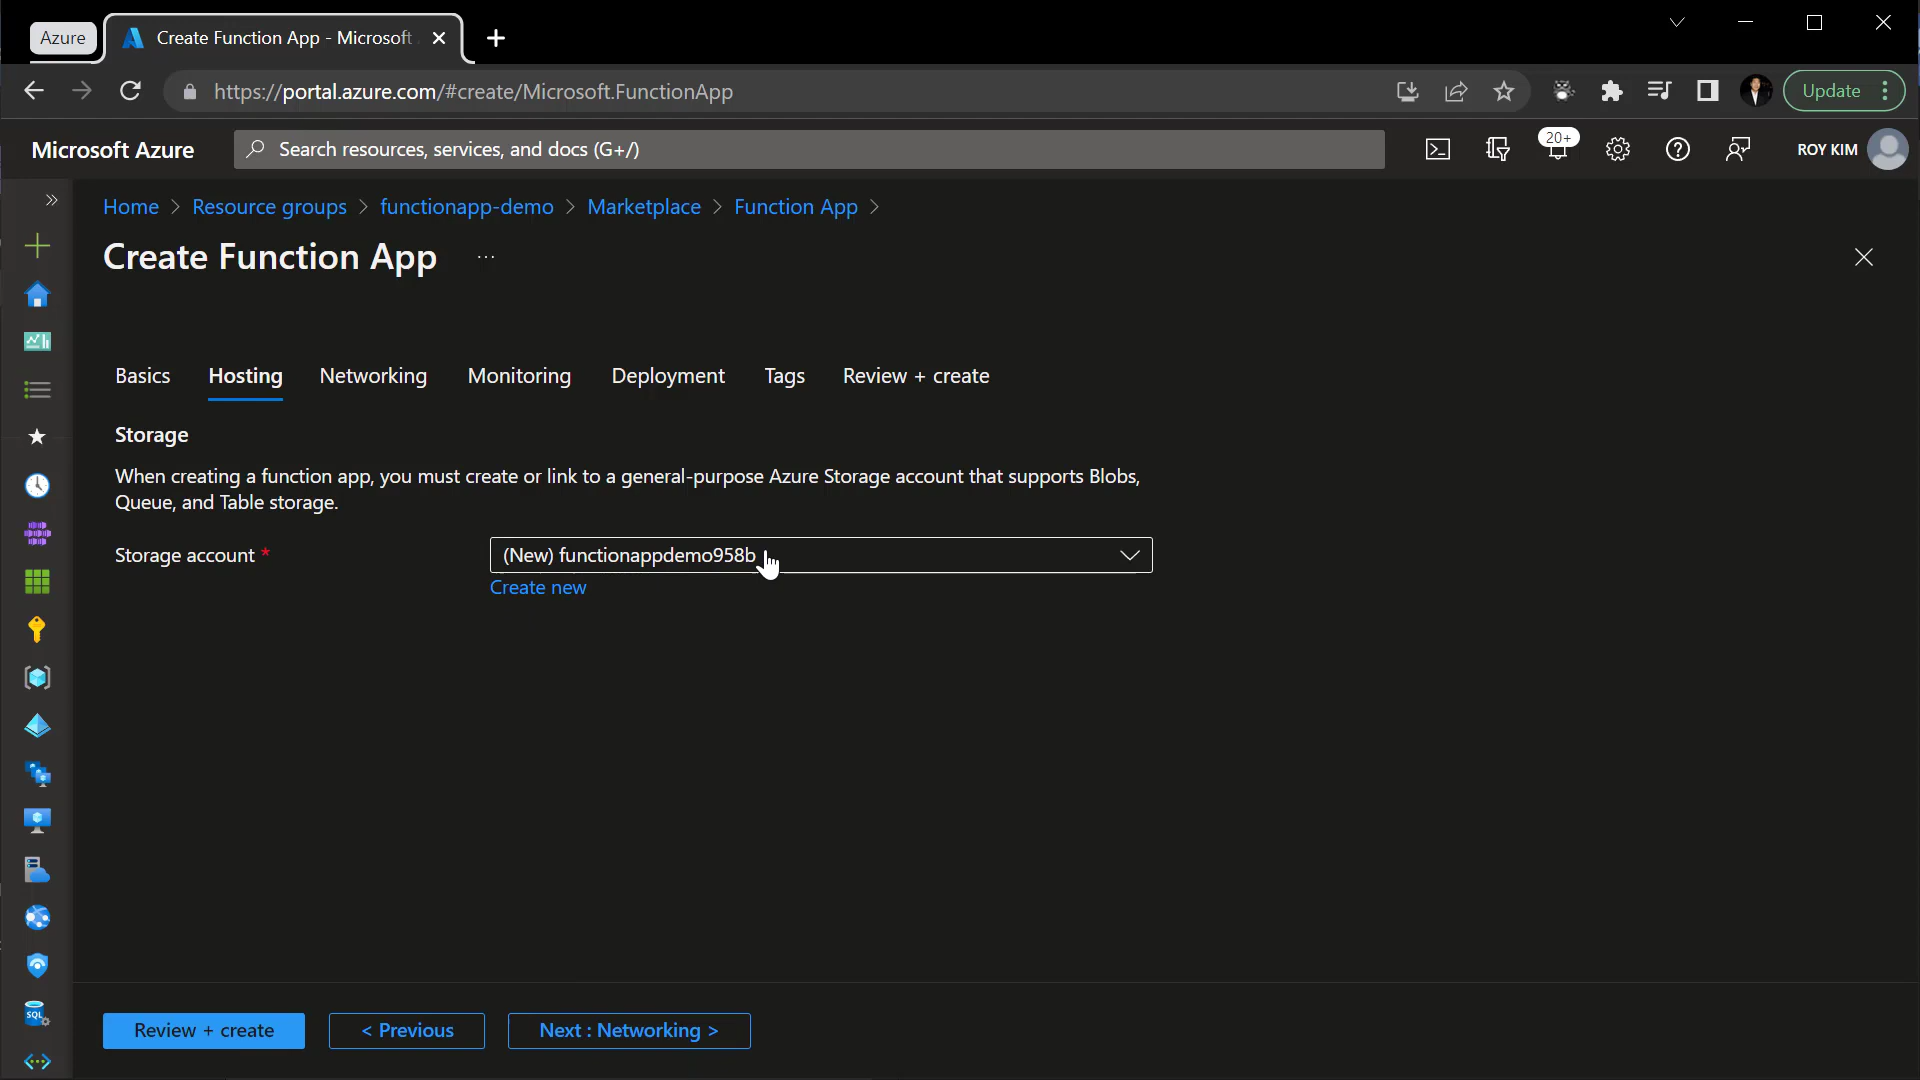 Azure
Create Function App - Microsoft
https://portal.azure.com/#create/Microsoft.FunctionApp
Update
Microsoft Azure
Search resources, services, and docs (G+/)
20+
ROY KIM
Home > Resource groups > functionapp-demo > Marketplace > Function App >
Create Function App
...
Basics
Hosting
Networking
Monitoring
Deployment
Tags
Review + create
Storage
When creating a function app, you must create or link to a general-purpose Azure Storage account that supports Blobs,
Queue, and Table storage.
Storage account *
(New) functionappdemo958b
Create new
SQL
Review + create
< Previous
Next : Networking >